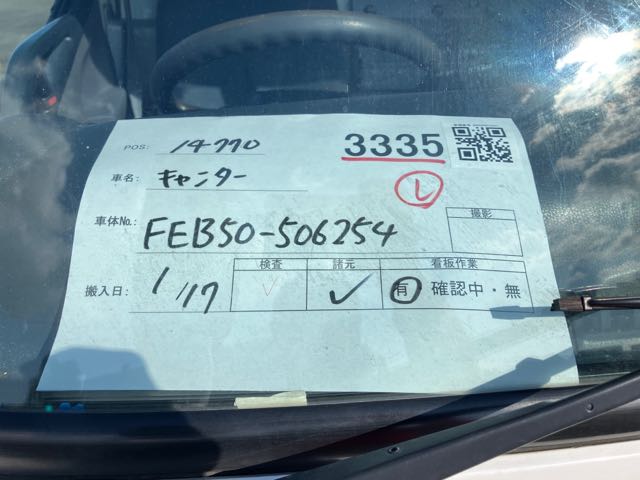 POS: 14770
3335
車名: キャンター
レ
車体No.: FEB50-506254
撮影
搬入日: 1/17
検査 諸元 看板作業
✓ ✓ 有 確認中・無